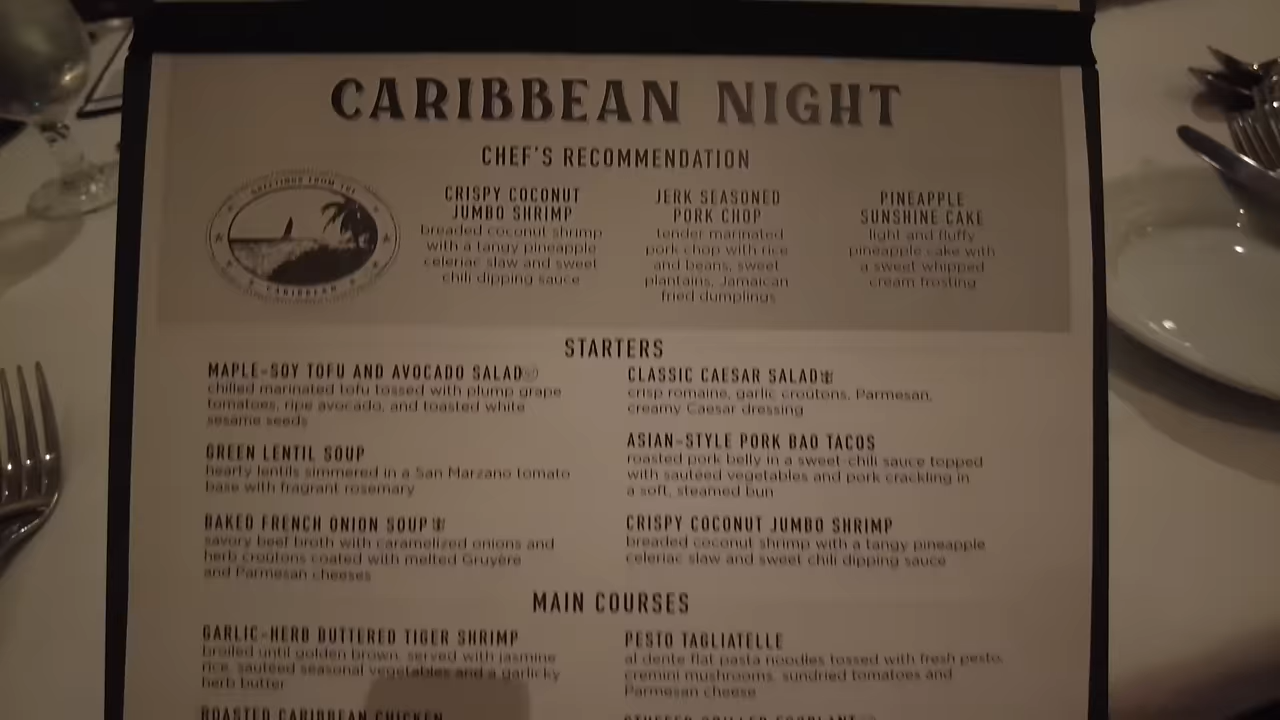 CARIBBEAN NIGHT
CHEF'S RECOMMENDATION
GREETINGS FROM THE
CARIBBEAN
CRISPY COCONUT
JUMBO SHRIMP
breaded coconut shrimp
with a tangy pineapple
celeriac slaw and sweet
chili dipping sauce
JERK SEASONED
PORK CHOP
tender marinated
pork chop with rice
and beans, sweet
plantains, Jamaican
fried dumplings
PINEAPPLE
SUNSHINE CAKE
light and fluffy
pineapple cake with
a sweet whipped
cream frosting
STARTERS
MAPLE-SOY TOFU AND AVOCADO SALAD
chilled marinated tofu tossed with plump grape
tomatoes, ripe avocado, and toasted white
sesame seeds
GREEN LENTIL SOUP
hearty lentils simmered in a San Marzano tomato
base with fragrant rosemary
BAKED FRENCH ONION SOUP
savory beef broth with caramelized onions and
herb croutons coated with melted Gruyère
and Parmesan cheeses
CLASSIC CAESAR SALAD
crisp romaine, garlic croutons, Parmesan,
creamy Caesar dressing
ASIAN-STYLE PORK BAO TACOS
roasted pork belly in a sweet-chili sauce topped
with sautéed vegetables and pork crackling in
a soft, steamed bun
CRISPY COCONUT JUMBO SHRIMP
breaded coconut shrimp with a tangy pineapple
celeriac slaw and sweet chili dipping sauce
MAIN COURSES
GARLIC-HERB BUTTERED TIGER SHRIMP
broiled until golden brown, served with jasmine
rice, sautéed seasonal vegetables and a garlicky
herb butter
ROASTED CARIBBEAN CHICKEN
PESTO TAGLIATELLE
al dente flat pasta noodles tossed with fresh pesto,
cremini mushrooms, sundried tomatoes and
Parmesan cheese
STUFFED GRILLED EGGPLANT